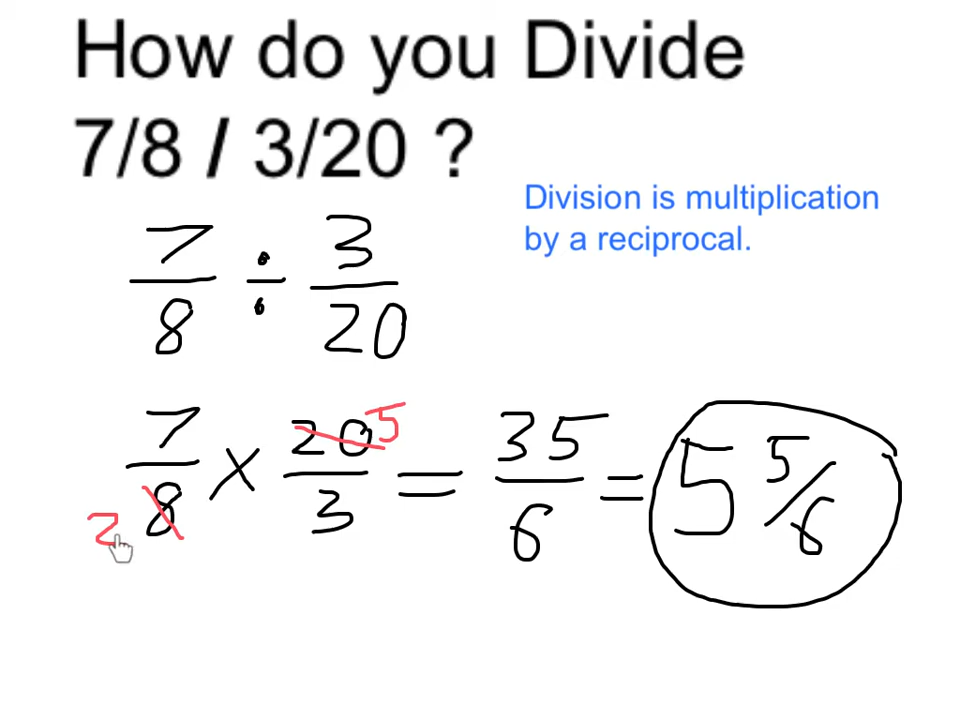 How do you Divide
7/8 / 3/20 ?
Division is multiplication
by a reciprocal.
7/8 ÷ 3/20
7/8 × 20/3 = 35/6 = 5 5/6
2 5